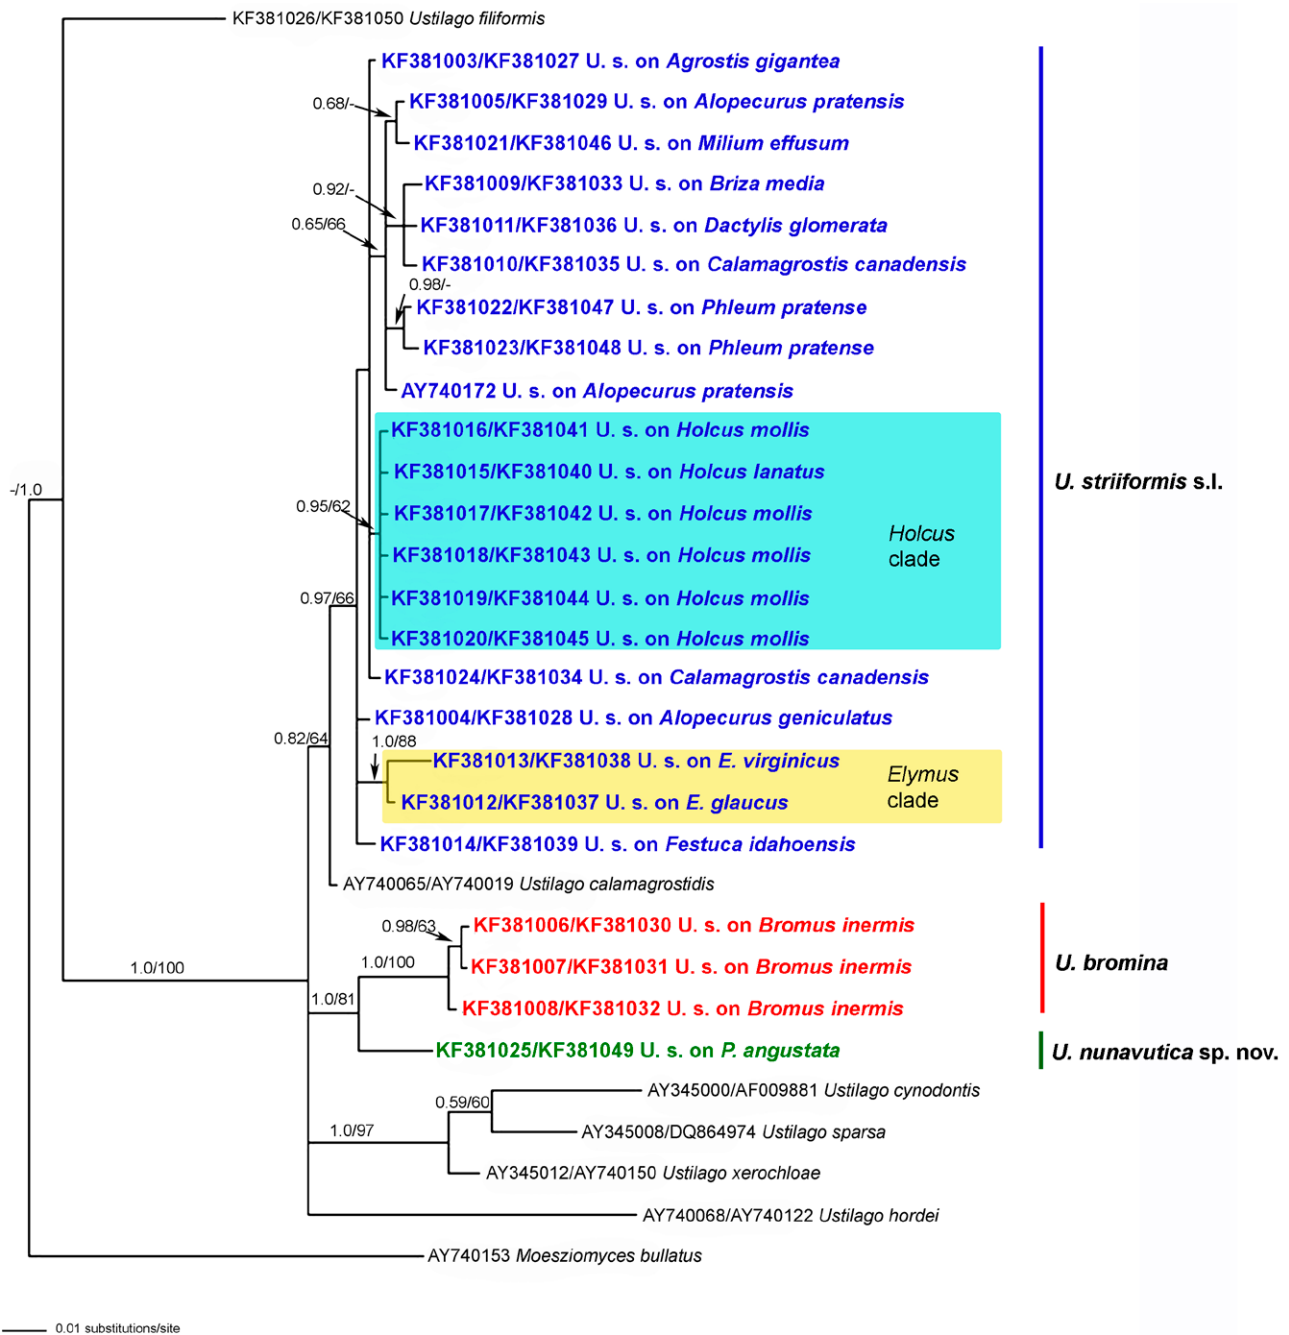 KF381026/KF381050 Ustilago filiformis
KF381003/KF381027 U. s. on Agrostis gigantea
0.68/-
KF381005/KF381029 U. s. on Alopecurus pratensis
KF381021/KF381046 U. s. on Milium effusum
0.92/-
KF381009/KF381033 U. s. on Briza media
0.65/66
KF381011/KF381036 U. s. on Dactylis glomerata
KF381010/KF381035 U. s. on Calamagrostis canadensis
0.98/-
KF381022/KF381047 U. s. on Phleum pratense
KF381023/KF381048 U. s. on Phleum pratense
AY740172 U. s. on Alopecurus pratensis
KF381016/KF381041 U. s. on Holcus mollis
KF381015/KF381040 U. s. on Holcus lanatus
U. striiformis s.l.
-/1.0
0.95/62
KF381017/KF381042 U. s. on Holcus mollis
Holcus
clade
KF381018/KF381043 U. s. on Holcus mollis
0.97/66
KF381019/KF381044 U. s. on Holcus mollis
KF381020/KF381045 U. s. on Holcus mollis
KF381024/KF381034 U. s. on Calamagrostis canadensis
KF381004/KF381028 U. s. on Alopecurus geniculatus
0.82/64
1.0/88
KF381013/KF381038 U. s. on E. virginicus
Elymus
clade
KF381012/KF381037 U. s. on E. glaucus
KF381014/KF381039 U. s. on Festuca idahoensis
AY740065/AY740019 Ustilago calamagrostidis
0.98/63
KF381006/KF381030 U. s. on Bromus inermis
1.0/100
1.0/100
KF381007/KF381031 U. s. on Bromus inermis
U. bromina
1.0/81
KF381008/KF381032 U. s. on Bromus inermis
KF381025/KF381049 U. s. on P. angustata
U. nunavutica sp. nov.
AY345000/AF009881 Ustilago cynodontis
0.59/60
1.0/97
AY345008/DQ864974 Ustilago sparsa
AY345012/AY740150 Ustilago xerochloae
AY740068/AY740122 Ustilago hordei
AY740153 Moesziomyces bullatus
0.01 substitutions/site